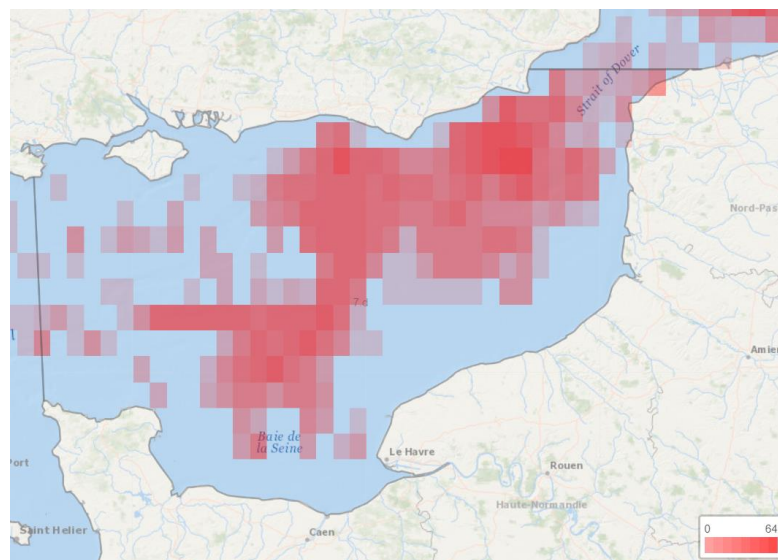 Strait of Dover
Nord-Pas
7 d
l
Amie
Baie de
la Seine
Le Havre
Rouen
Haute-Normandie
Port
Saint Helier
Caen
0 64